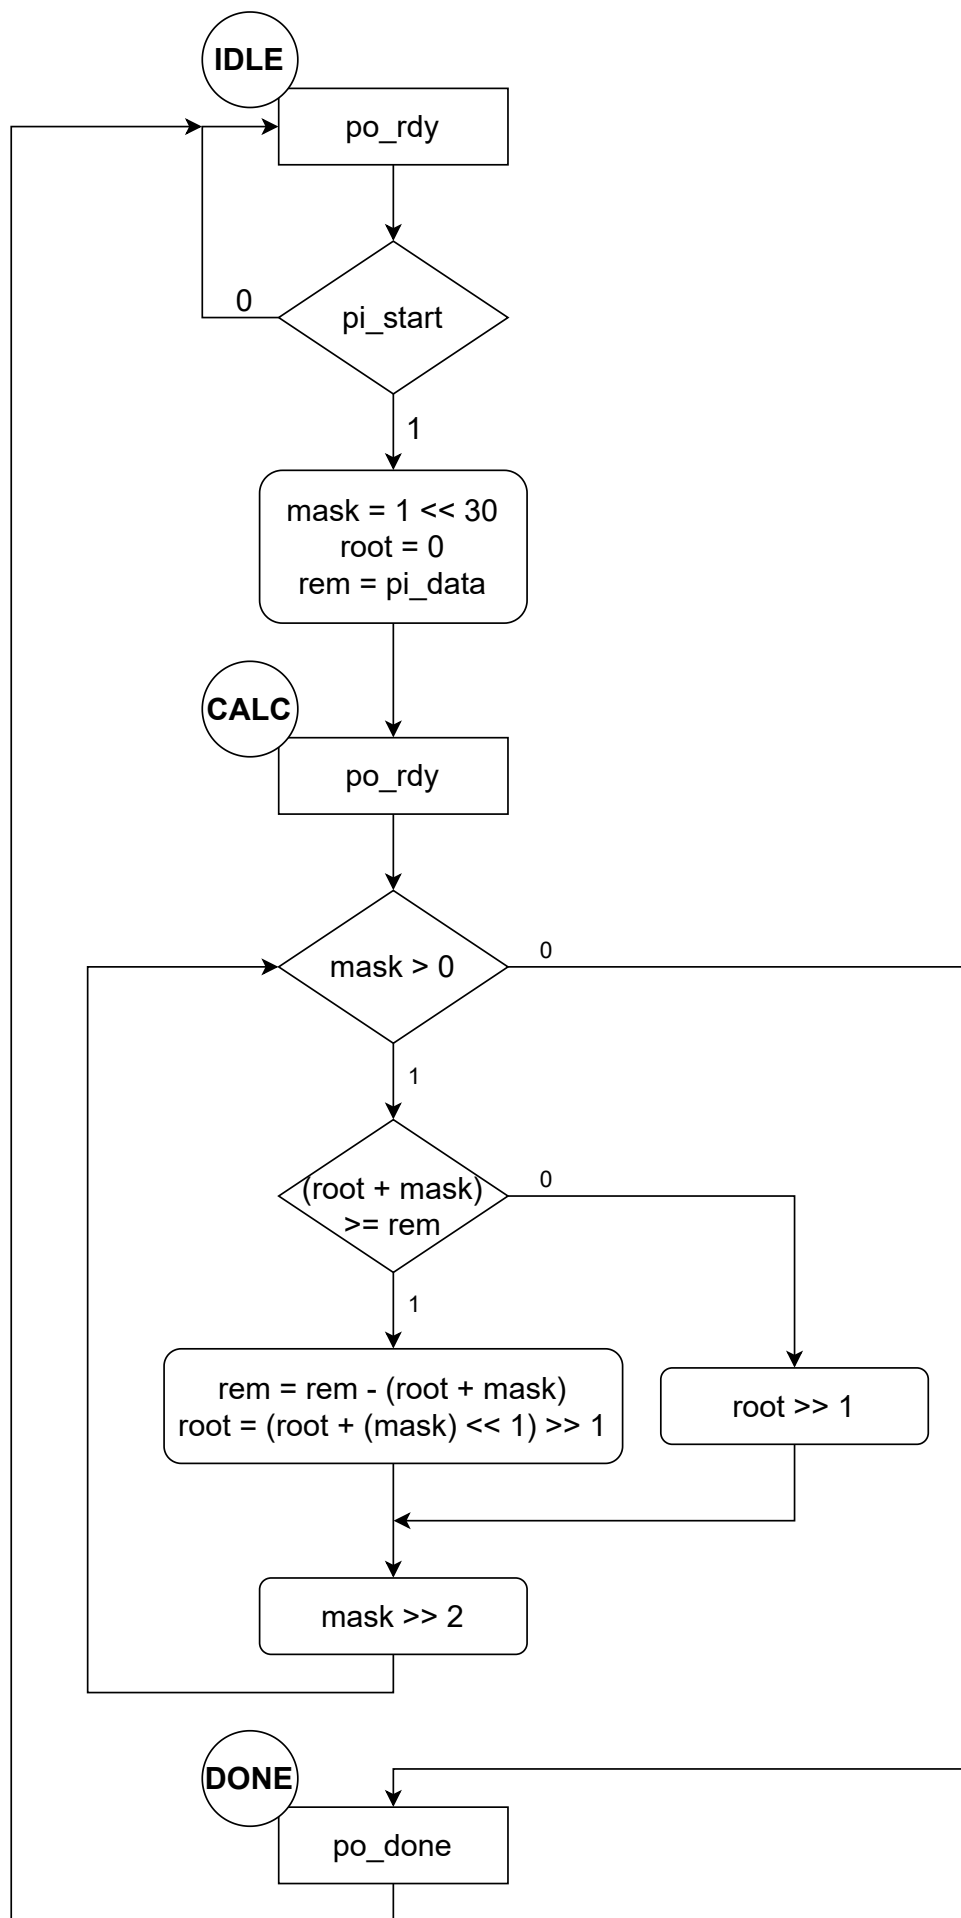 IDLE
po_rdy
pi_start
0
1
mask = 1 << 30
root = 0
rem = pi_data
CALC
po_rdy
mask > 0
0
1
(root + mask)
>= rem
0
1
rem = rem - (root + mask)
root = (root + (mask) << 1) >> 1
root >> 1
mask >> 2
DONE
po_done